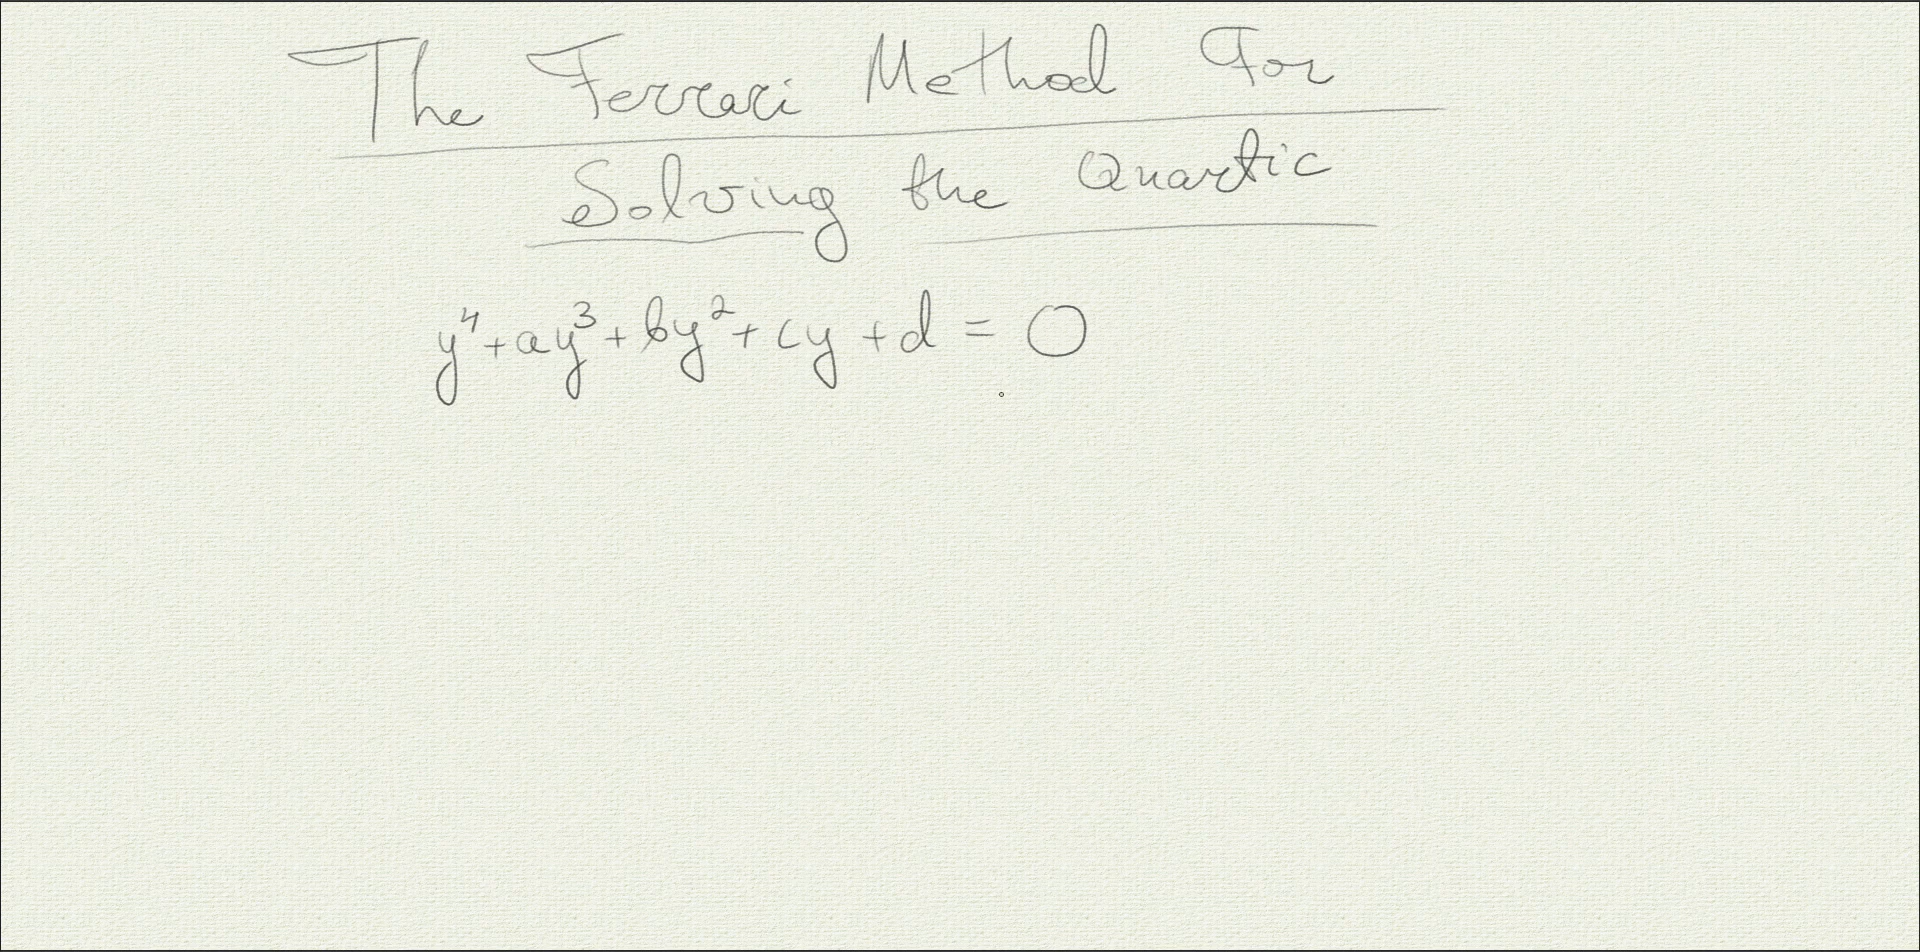 The Ferrari Method For
Solving the Quartic
y⁴+ay³+by²+cy+d = 0